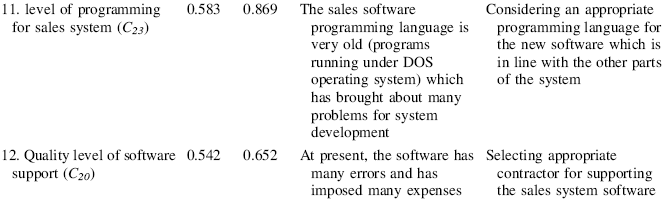 11. level of programming 0.583 0.869 The sales software Considering an appropriate
for sales system (C23) programming language is programming language for
very old (programs the new software which is
running under DOS in line with the other parts
operating system) which of the system
has brought about many
problems for system
development
12. Quality level of software 0.542 0.652 At present, the software has Selecting appropriate
support (C20) many errors and has contractor for supporting
imposed many expenses the sales system software